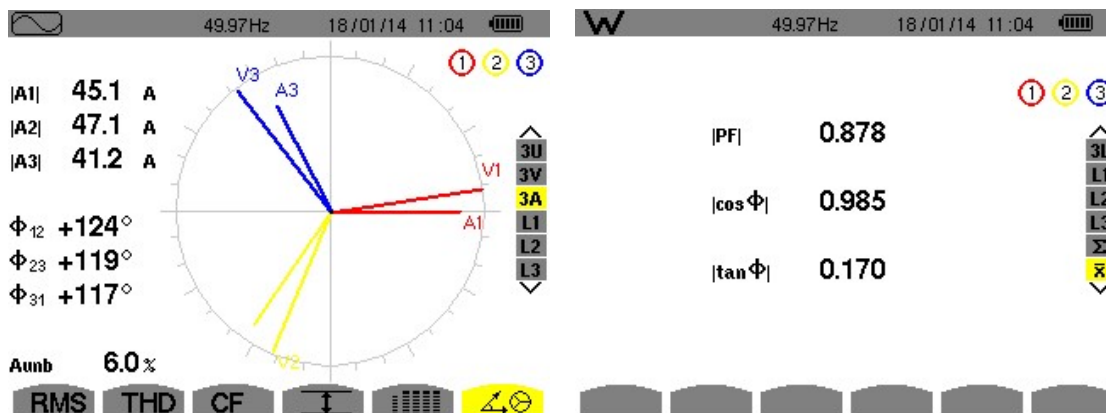 49.97Hz 18/01/14 11:04
1 2 3
|A1| 45.1 A
|A2| 47.1 A
|A3| 41.2 A
Φ12 +124°
Φ23 +119°
Φ31 +117°
Aunb 6.0 %
V3
A3
V1
A1
V2
3U
3V
3A
L1
L2
L3
RMS THD CF
W 49.97Hz 18/01/14 11:04
1 2 3
|PF| 0.878
|cos Φ| 0.985
|tan Φ| 0.170
L1
L2
L3
Σ
x̄